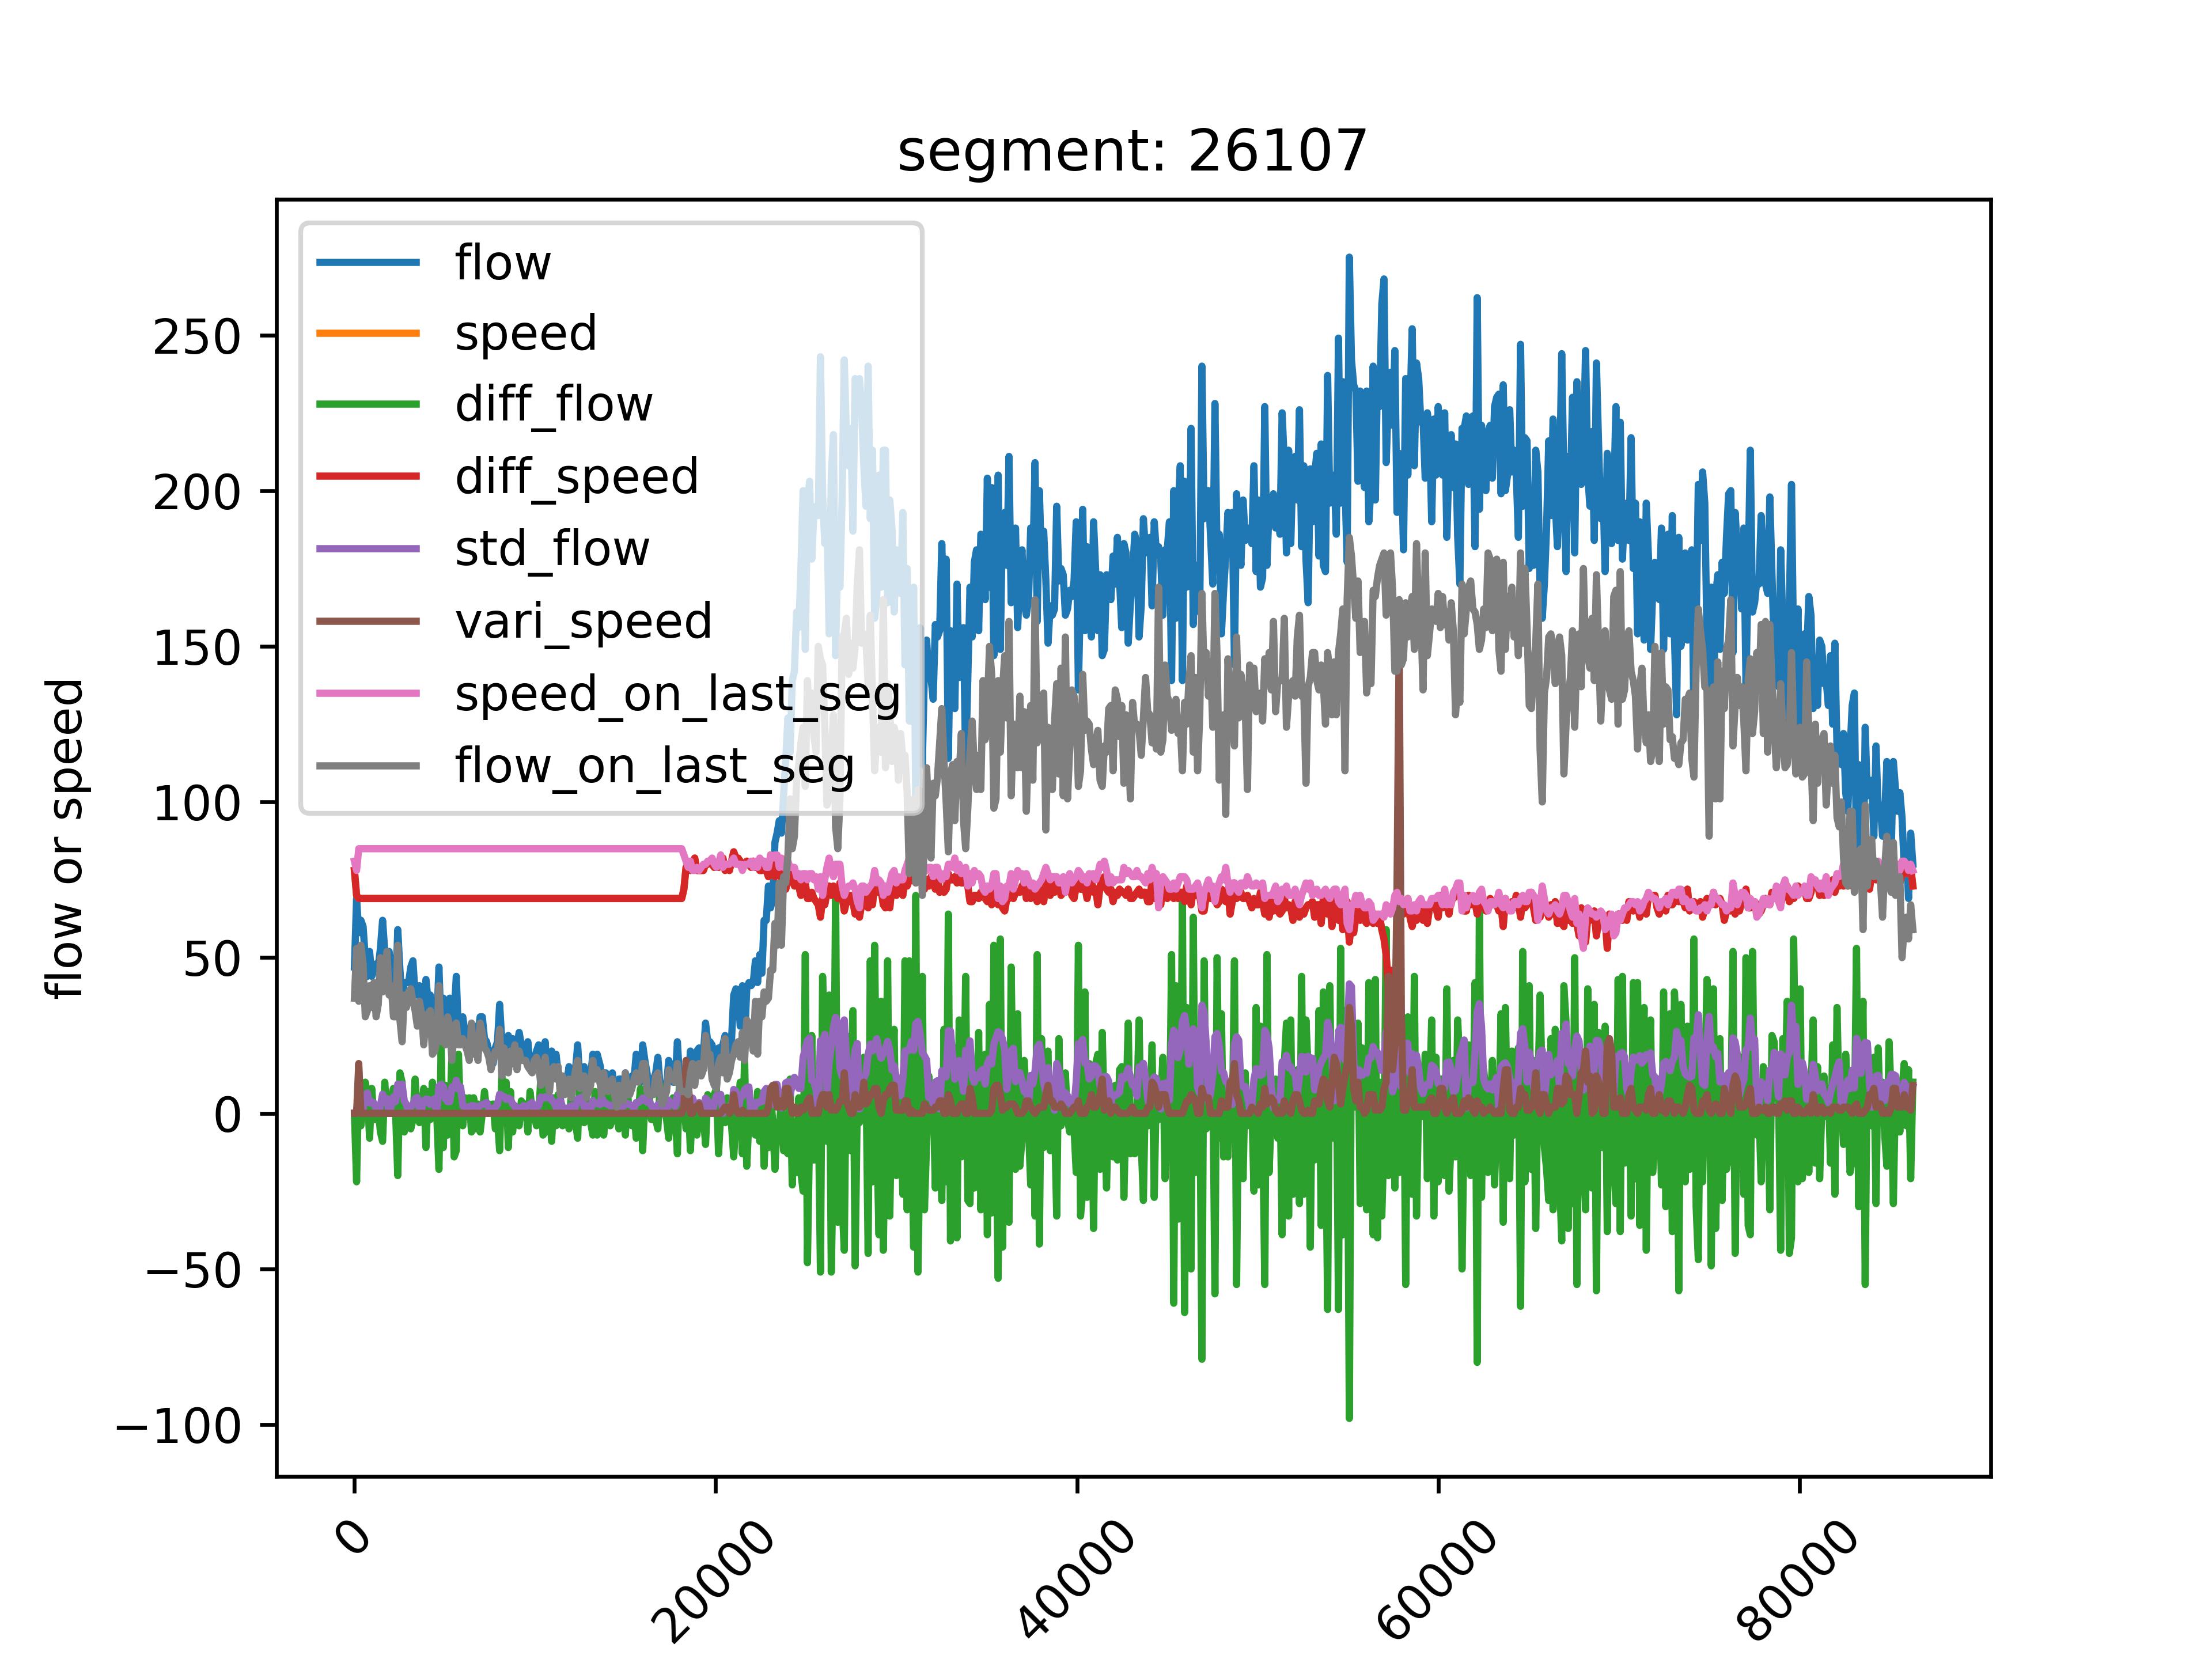 segment: 26107
flow or speed
250
200
150
100
50
0
−50
−100
flow
speed
diff_flow
diff_speed
std_flow
vari_speed
speed_on_last_seg
flow_on_last_seg
0
20000
40000
60000
80000